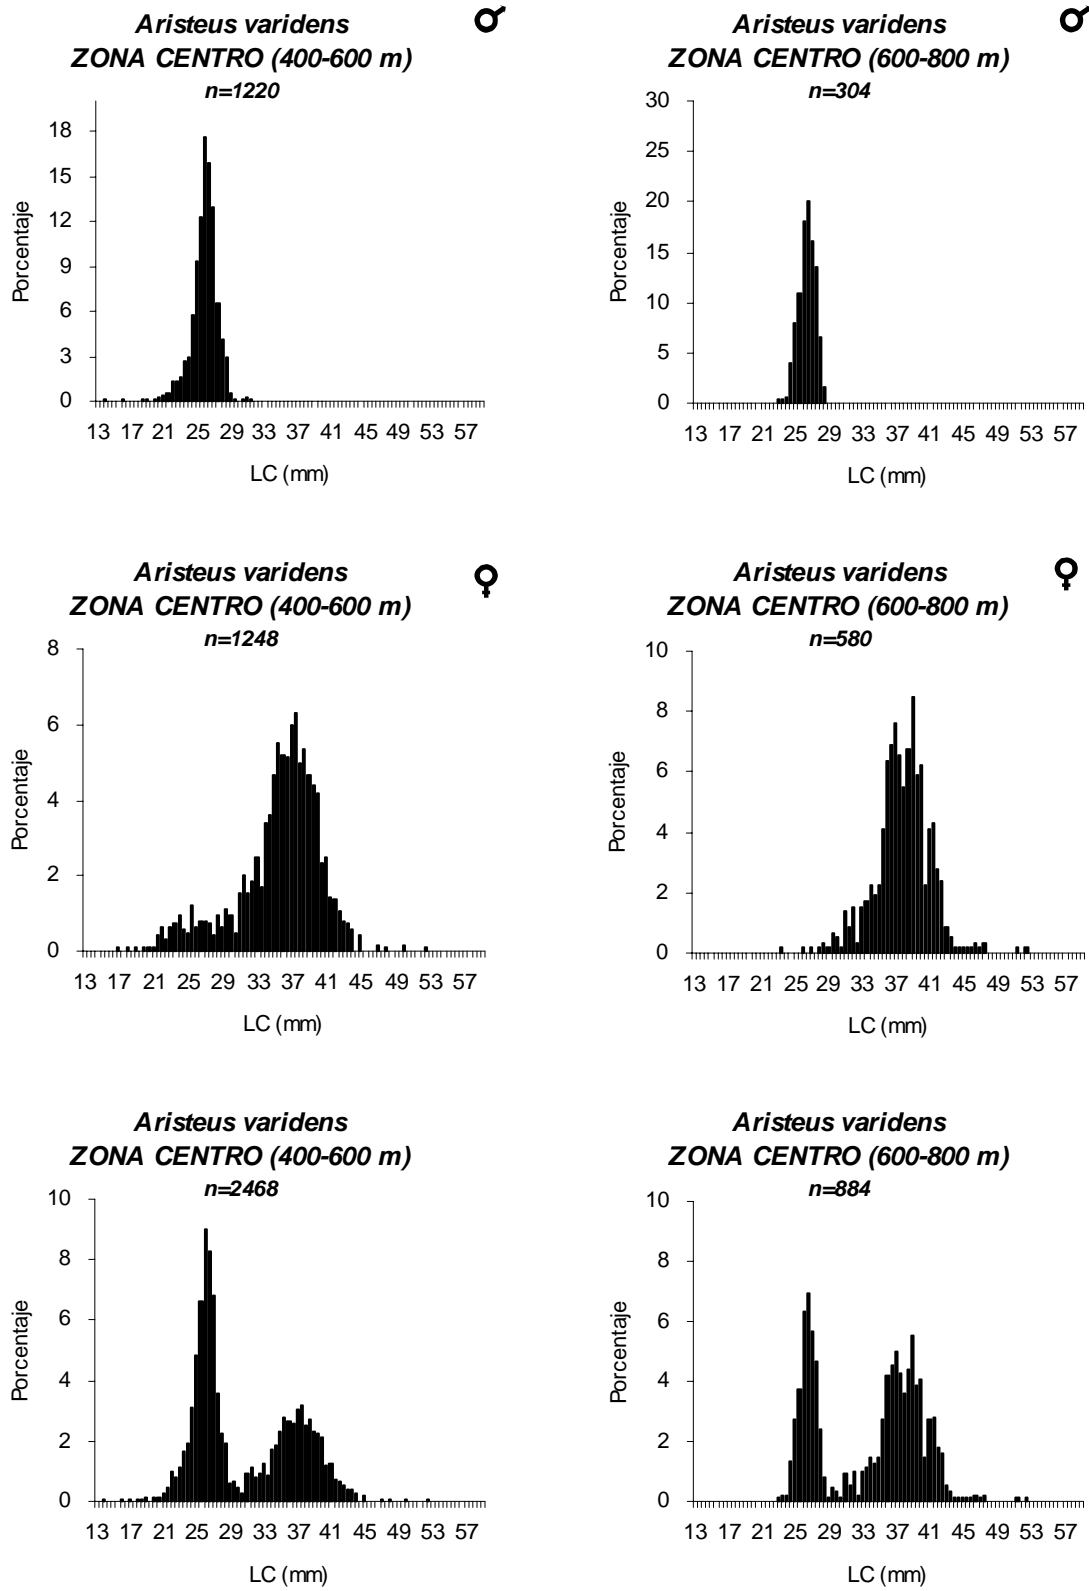 Aristeus varidens
ZONA CENTRO (400-600 m)
n=1220
18
15
12
9
6
3
0
Porcentaje
13 17 21 25 29 33 37 41 45 49 53 57
LC (mm)
Aristeus varidens
ZONA CENTRO (600-800 m)
n=304
30
25
20
15
10
5
0
Porcentaje
13 17 21 25 29 33 37 41 45 49 53 57
LC (mm)
Aristeus varidens
ZONA CENTRO (400-600 m)
n=1248
8
6
4
2
0
Porcentaje
13 17 21 25 29 33 37 41 45 49 53 57
LC (mm)
Aristeus varidens
ZONA CENTRO (600-800 m)
n=580
10
8
6
4
2
0
Porcentaje
13 17 21 25 29 33 37 41 45 49 53 57
LC (mm)
Aristeus varidens
ZONA CENTRO (400-600 m)
n=2468
10
8
6
4
2
0
Porcentaje
13 17 21 25 29 33 37 41 45 49 53 57
LC (mm)
Aristeus varidens
ZONA CENTRO (600-800 m)
n=884
10
8
6
4
2
0
Porcentaje
13 17 21 25 29 33 37 41 45 49 53 57
LC (mm)